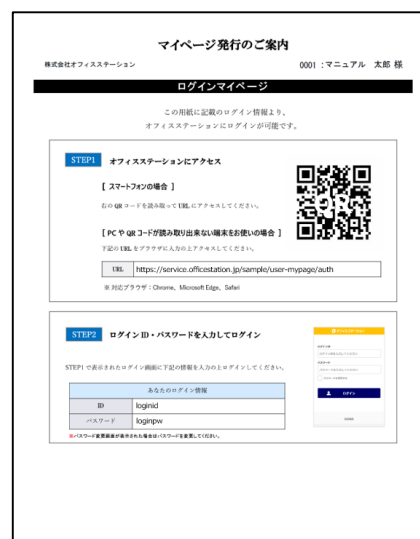 マイページ発行のご案内
株式会社オフィスステーション
0001 :マニュアル 太郎 様
ログインマイページ
この用紙に記載のログイン情報より、
オフィスステーションにログインが可能です。
STEP1 オフィスステーションにアクセス
[ スマートフォンの場合 ]
右の QR コードを読み取って URL にアクセスしてください。
QR
[ PC や QR コードが読み取り出来ない端末をお使いの場合 ]
下記の URL をブラウザに入力の上アクセスしてください。
URL https://service.officestation.jp/sample/user-mypage/auth
※ 対応ブラウザ：Chrome、Microsoft Edge、Safari
STEP2 ログイン ID・パスワードを入力してログイン
STEP1 で表示されたログイン画面に下記の情報を入力の上ログインしてください。
あなたのログイン情報
ID loginid
パスワード loginpw
※パスワード変更画面が表示された場合はパスワードを変更してください。
ログイン